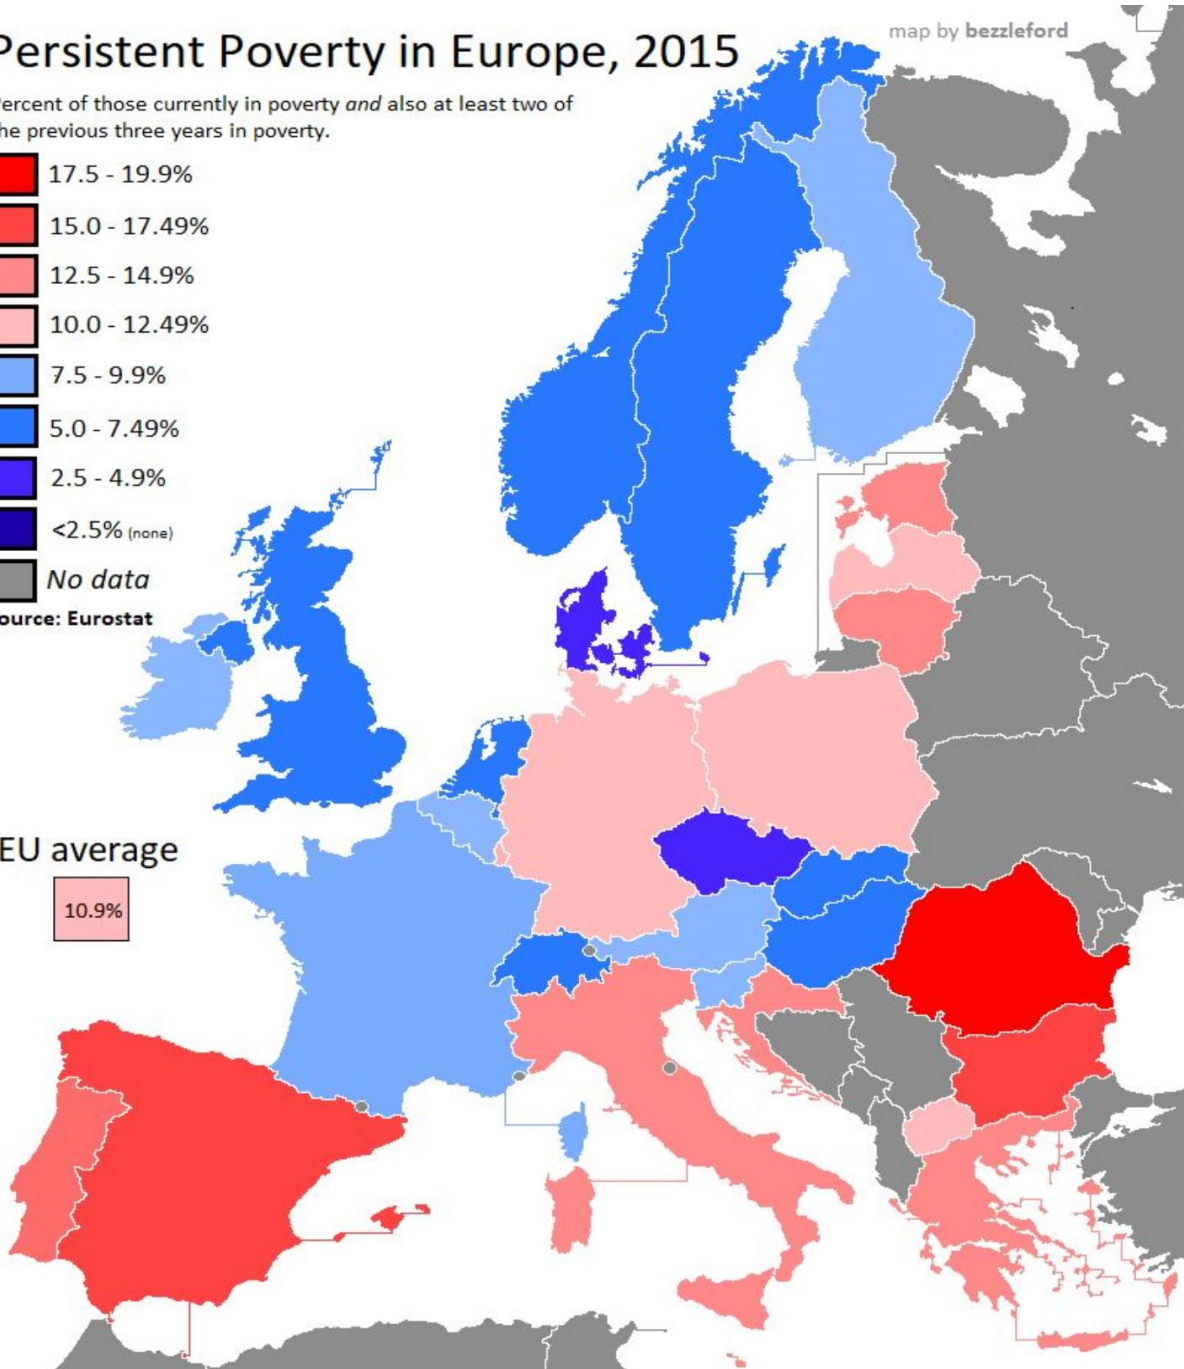 Persistent Poverty in Europe, 2015
map by bezzleford
Percent of those currently in poverty and also at least two of
the previous three years in poverty.
17.5 - 19.9%
15.0 - 17.49%
12.5 - 14.9%
10.0 - 12.49%
7.5 - 9.9%
5.0 - 7.49%
2.5 - 4.9%
<2.5% (none)
No data
Source: Eurostat
EU average
10.9%